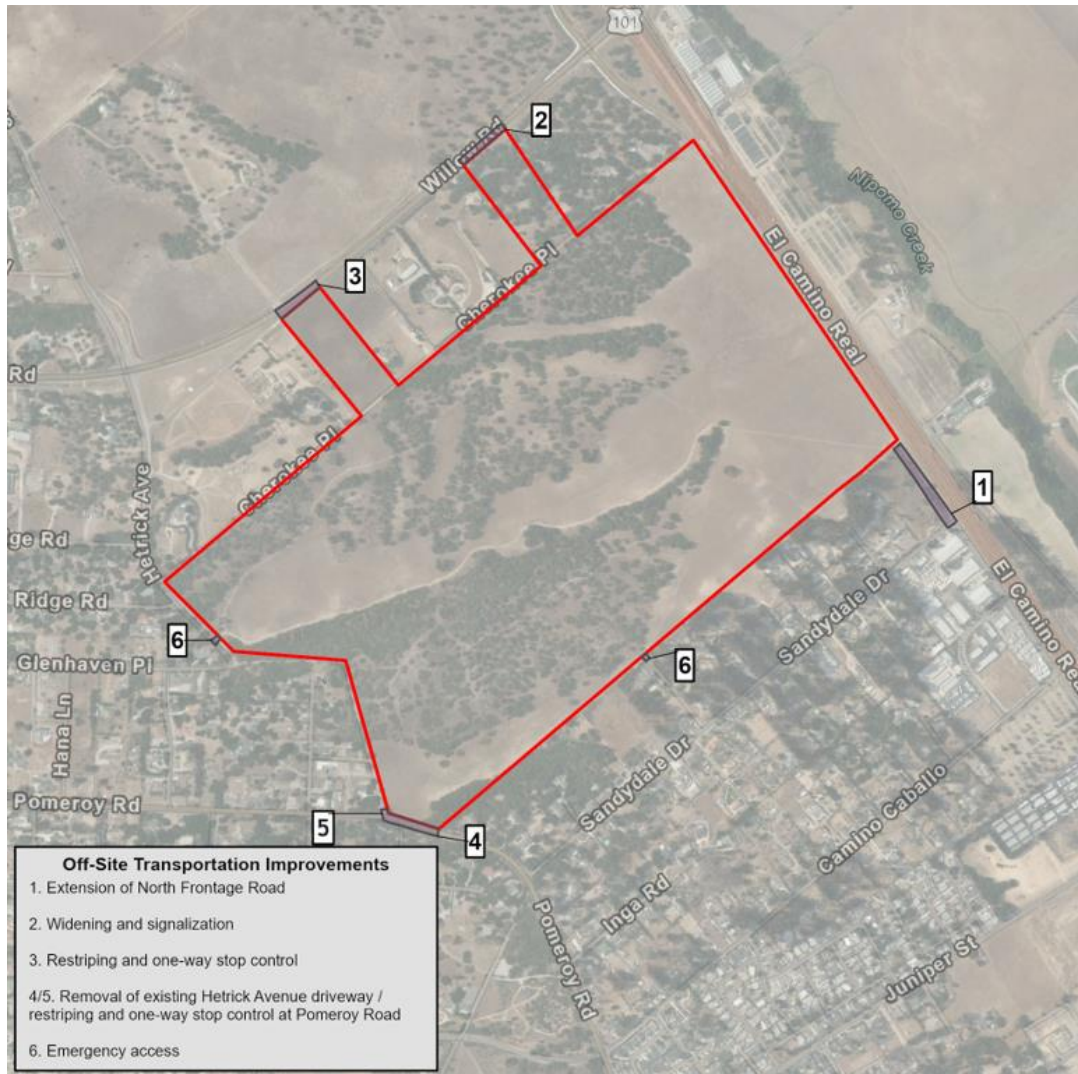 101
2
Willow Rd
Nipomo Creek
3
Cherokee Pl
El Camino Real
Rd
1
Cherokee Pl
Hetrick Ave
ge Rd
Ridge Rd
Sandydale Dr
El Camino Real
6
Glenhaven Pl
6
Hana Ln
Sandydale Dr
Pomeroy Rd
Camino Caballo
5
4
Inga Rd
Pomeroy Rd
Juniper St
Off-Site Transportation Improvements
1. Extension of North Frontage Road
2. Widening and signalization
3. Restriping and one-way stop control
4/5. Removal of existing Hetrick Avenue driveway /
restriping and one-way stop control at Pomeroy Road
6. Emergency access